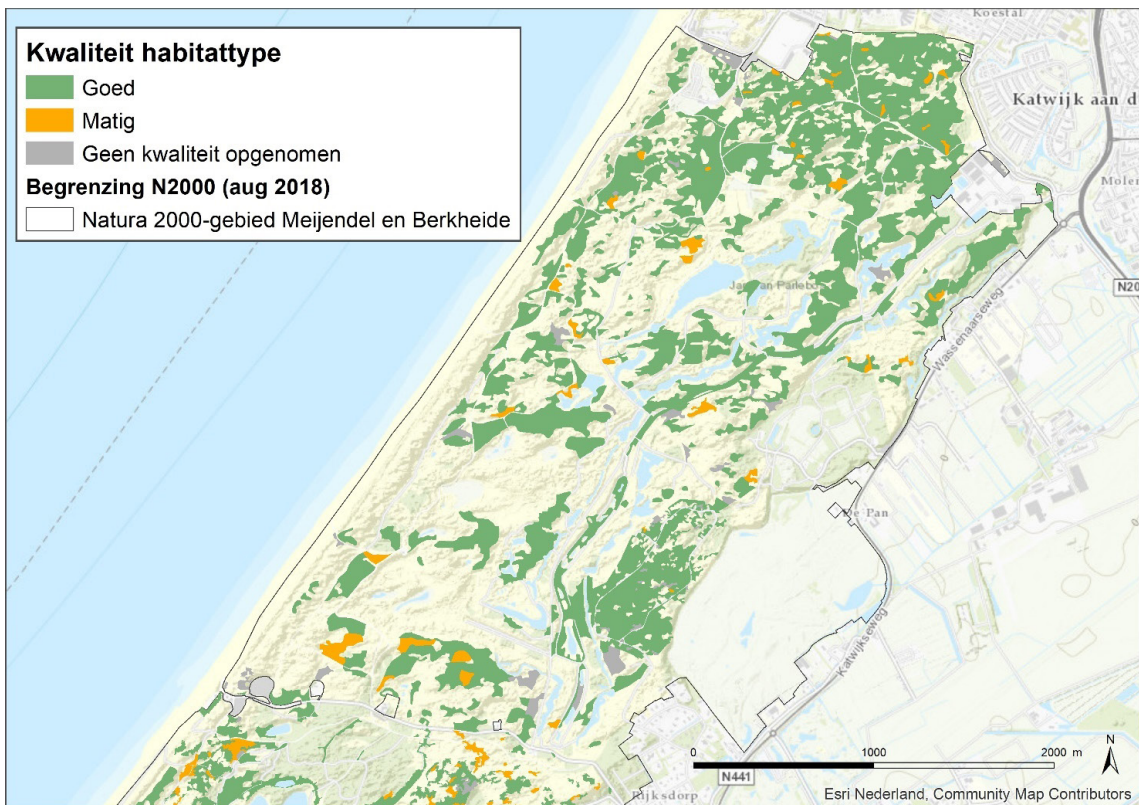 Kwaliteit habitattype
Goed
Matig
Geen kwaliteit opgenomen
Begrenzing N2000 (aug 2018)
Natura 2000-gebied Meijendel en Berkheide
Koestal
Katwijk aan d
Molen
N20
Wassenaarseweg
De Pan
Katwijkseweg
Rijksdorp
N441
0 1000 2000 m
N
Esri Nederland, Community Map Contributors